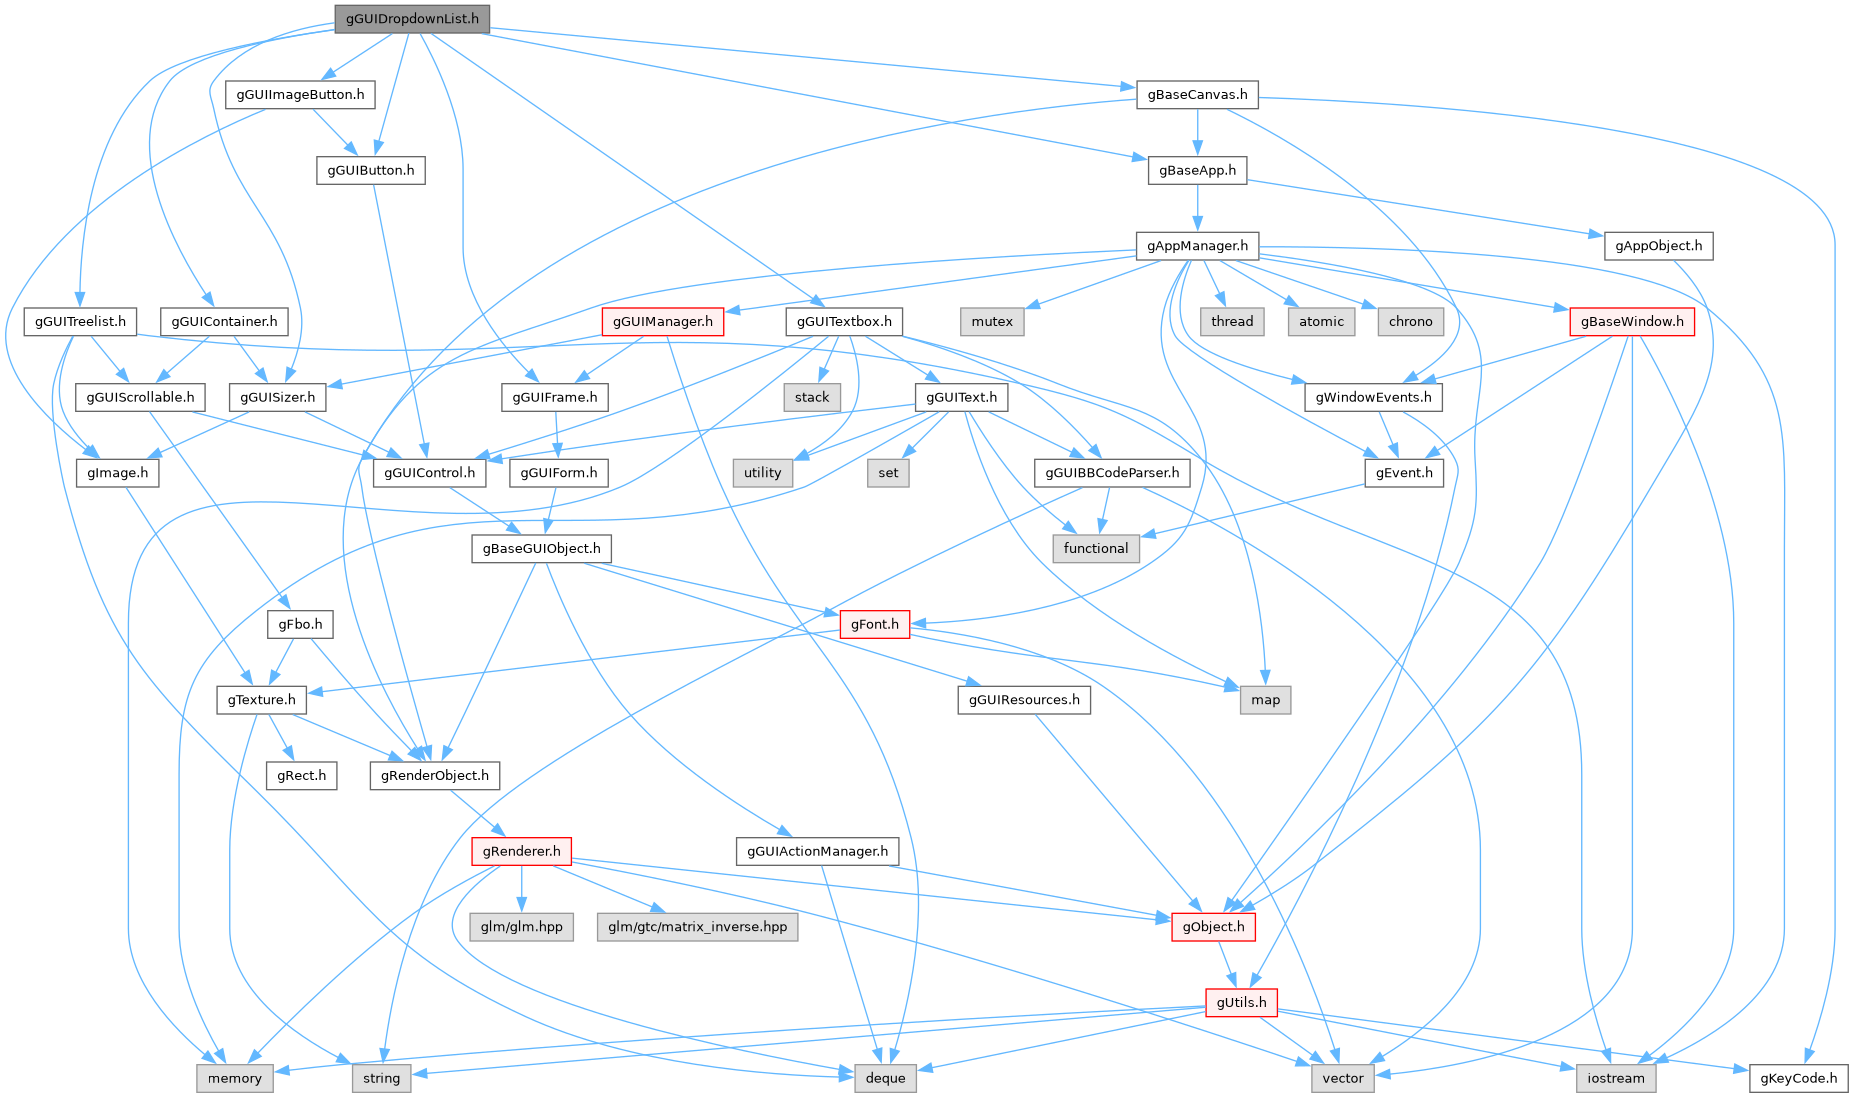 gGUIDropdownList.h
gGUIImageButton.h
gBaseCanvas.h
gGUIButton.h
gBaseApp.h
gAppManager.h
gAppObject.h
gGUITreelist.h
gGUIContainer.h
gGUIManager.h
gGUITextbox.h
mutex
thread
atomic
chrono
gBaseWindow.h
gGUIScrollable.h
gGUISizer.h
gGUIFrame.h
stack
gGUIText.h
gWindowEvents.h
gImage.h
gGUIControl.h
gGUIForm.h
utility
set
gGUIBBCodeParser.h
gEvent.h
gBaseGUIObject.h
functional
gFbo.h
gFont.h
gTexture.h
gGUIResources.h
map
gRect.h
gRenderObject.h
gRenderer.h
gGUIActionManager.h
glm/glm.hpp
glm/gtc/matrix_inverse.hpp
gObject.h
gUtils.h
memory
string
deque
vector
iostream
gKeyCode.h